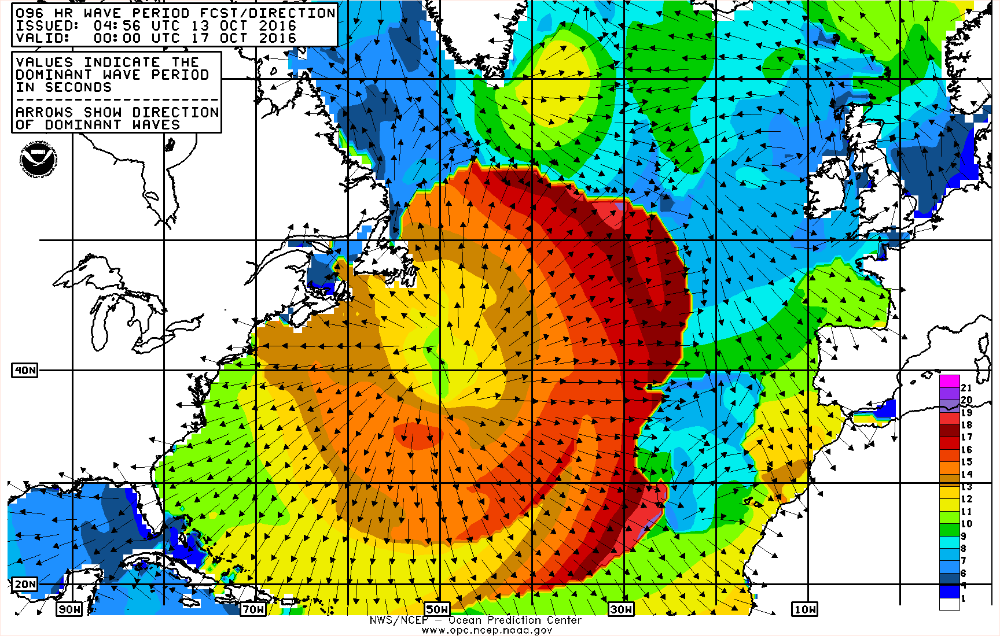 096 HR WAVE PERIOD FCST/DIRECTION
ISSUED: 04:56 UTC 13 OCT 2016
VALID: 00:00 UTC 17 OCT 2016
VALUES INDICATE THE
DOMINANT WAVE PERIOD
IN SECONDS
-----------------------
ARROWS SHOW DIRECTION
OF DOMINANT WAVES
40N
21
20
19
18
17
16
15
14
13
12
11
10
9
8
7
6
4
1
20N
90W
70W
50W
30W
10W
NWS/NCEP – Ocean Prediction Center
www.opc.ncep.noaa.gov